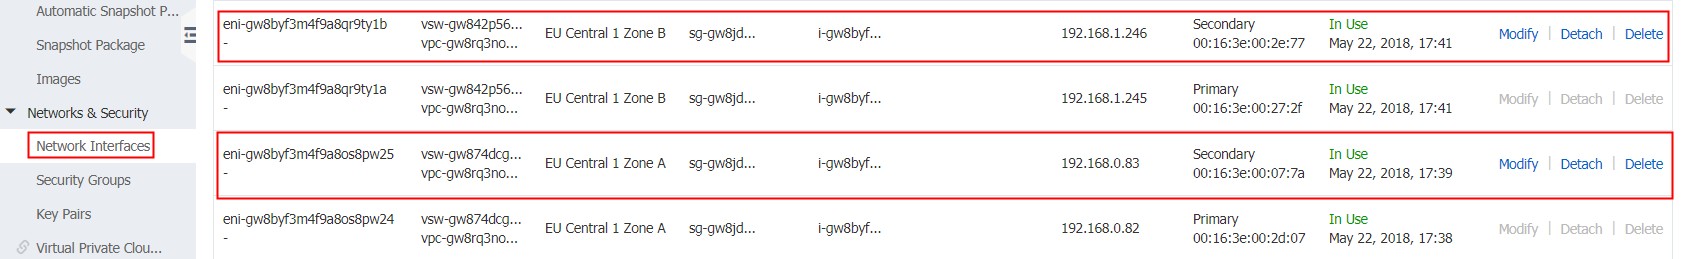 Automatic Snapshot P...
Snapshot Package
Images
Networks & Security
Network Interfaces
Security Groups
Key Pairs
Virtual Private Clou...
eni-gw8byf3m4f9a8qr9ty1b
-
vsw-gw842p56...
vpc-gw8rq3no...
EU Central 1 Zone B
sg-gw8jd...
i-gw8byf...
192.168.1.246
Secondary
00:16:3e:00:2e:77
In Use
May 22, 2018, 17:41
Modify | Detach | Delete
eni-gw8byf3m4f9a8qr9ty1a
-
vsw-gw842p56...
vpc-gw8rq3no...
EU Central 1 Zone B
sg-gw8jd...
i-gw8byf...
192.168.1.245
Primary
00:16:3e:00:27:2f
In Use
May 22, 2018, 17:41
Modify | Detach | Delete
eni-gw8byf3m4f9a8os8pw25
-
vsw-gw874dcg...
vpc-gw8rq3no...
EU Central 1 Zone A
sg-gw8jd...
i-gw8byf...
192.168.0.83
Secondary
00:16:3e:00:07:7a
In Use
May 22, 2018, 17:39
Modify | Detach | Delete
eni-gw8byf3m4f9a8os8pw24
-
vsw-gw874dcg...
vpc-gw8rq3no...
EU Central 1 Zone A
sg-gw8jd...
i-gw8byf...
192.168.0.82
Primary
00:16:3e:00:2d:07
In Use
May 22, 2018, 17:38
Modify | Detach | Delete